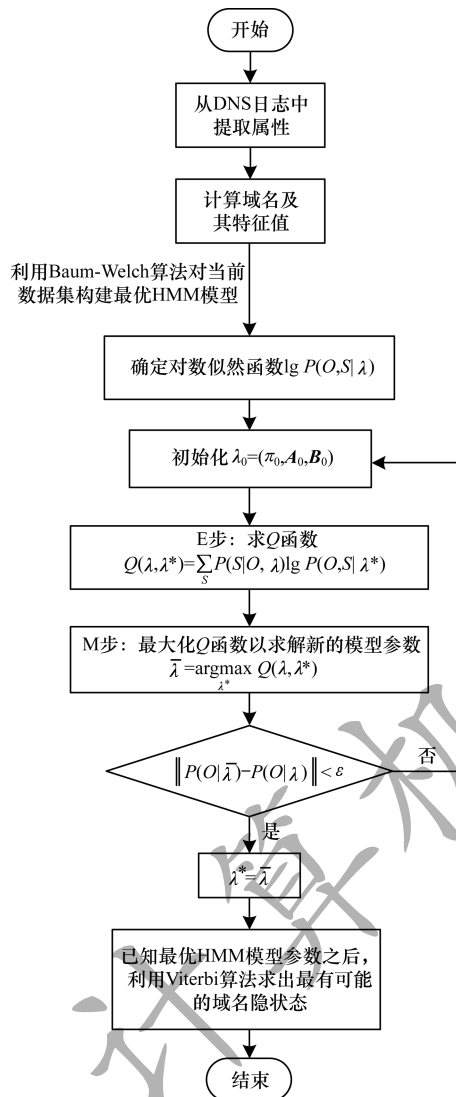 开始
从DNS日志中
提取属性
计算域名及
其特征值
利用Baum-Welch算法对当前
数据集构建最优HMM模型
确定对数似然函数lg P(O,S|λ)
初始化 λ₀=(π₀,A₀,B₀)
E步：求Q函数
Q(λ,λ*)=∑P(S|O, λ)lg P(O,S|λ*)
S
M步：最大化Q函数以求解新的模型参数
λ̄=argmax Q(λ,λ*)
λ*
‖P(O|λ̄)−P(O|λ)‖<ε
否
是
λ*=λ̄
已知最优HMM模型参数之后，
利用Viterbi算法求出最有可能
的域名隐状态
结束
计算机